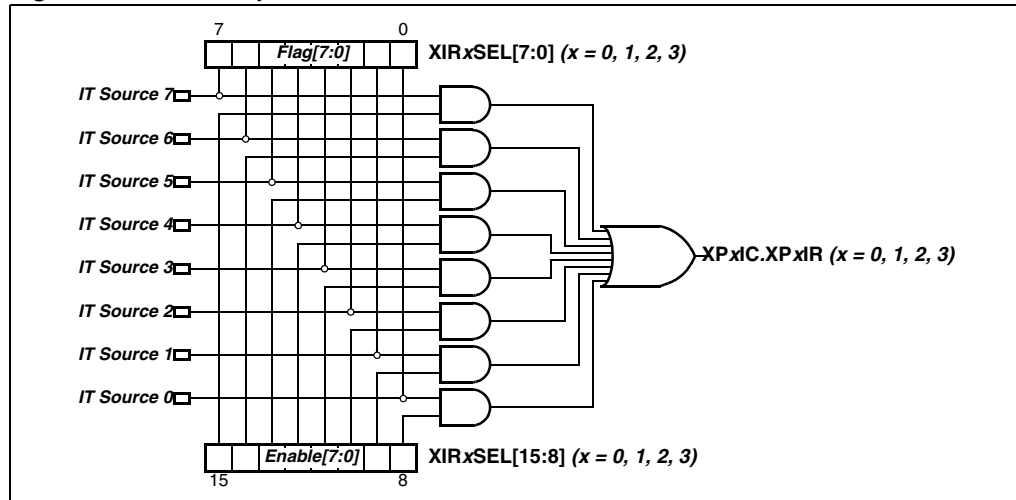 7 0
Flag[7:0] XIRxSEL[7:0] (x = 0, 1, 2, 3)
IT Source 7
IT Source 6
IT Source 5
IT Source 4
XPxIC.XPxIR (x = 0, 1, 2, 3)
IT Source 3
IT Source 2
IT Source 1
IT Source 0
Enable[7:0] XIRxSEL[15:8] (x = 0, 1, 2, 3)
15 8